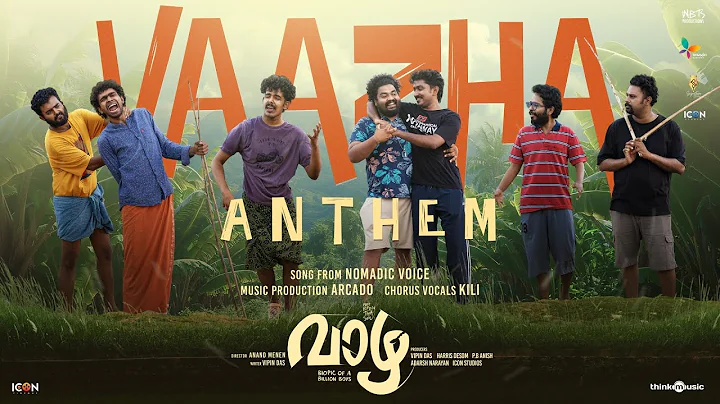 VAAZHA
ANTHEM
SONG FROM NOMADIC VOICE
MUSIC PRODUCTION ARCADO CHORUS VOCALS KILI
വാഴ
BIOPIC OF A
BILLION BOYS
DIRECTOR ANAND MENEN
WRITER VIPIN DAS
PRODUCERS
VIPIN DAS HARRIS DESOM P.B ANISH
ADARSH NARAYAN ICON STUDIOS
ICON
ICON
think music